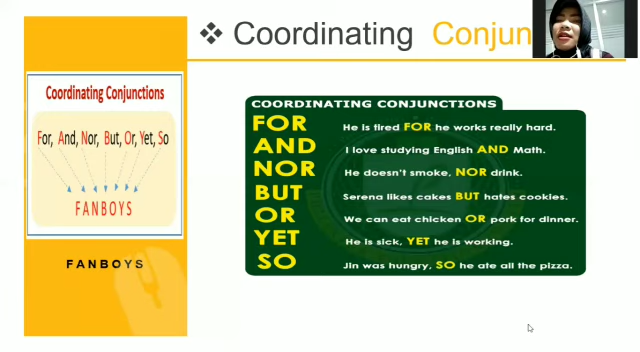 ❖ Coordinating Conjun
Coordinating Conjunctions
For, And, Nor, But, Or, Yet, So
FANBOYS
FANBOYS
COORDINATING CONJUNCTIONS
FOR He is tired FOR he works really hard.
AND I love studying English AND Math.
NOR He doesn't smoke, NOR drink.
BUT Serena likes cakes BUT hates cookies.
OR We can eat chicken OR pork for dinner.
YET He is sick, YET he is working.
SO Jin was hungry, SO he ate all the pizza.